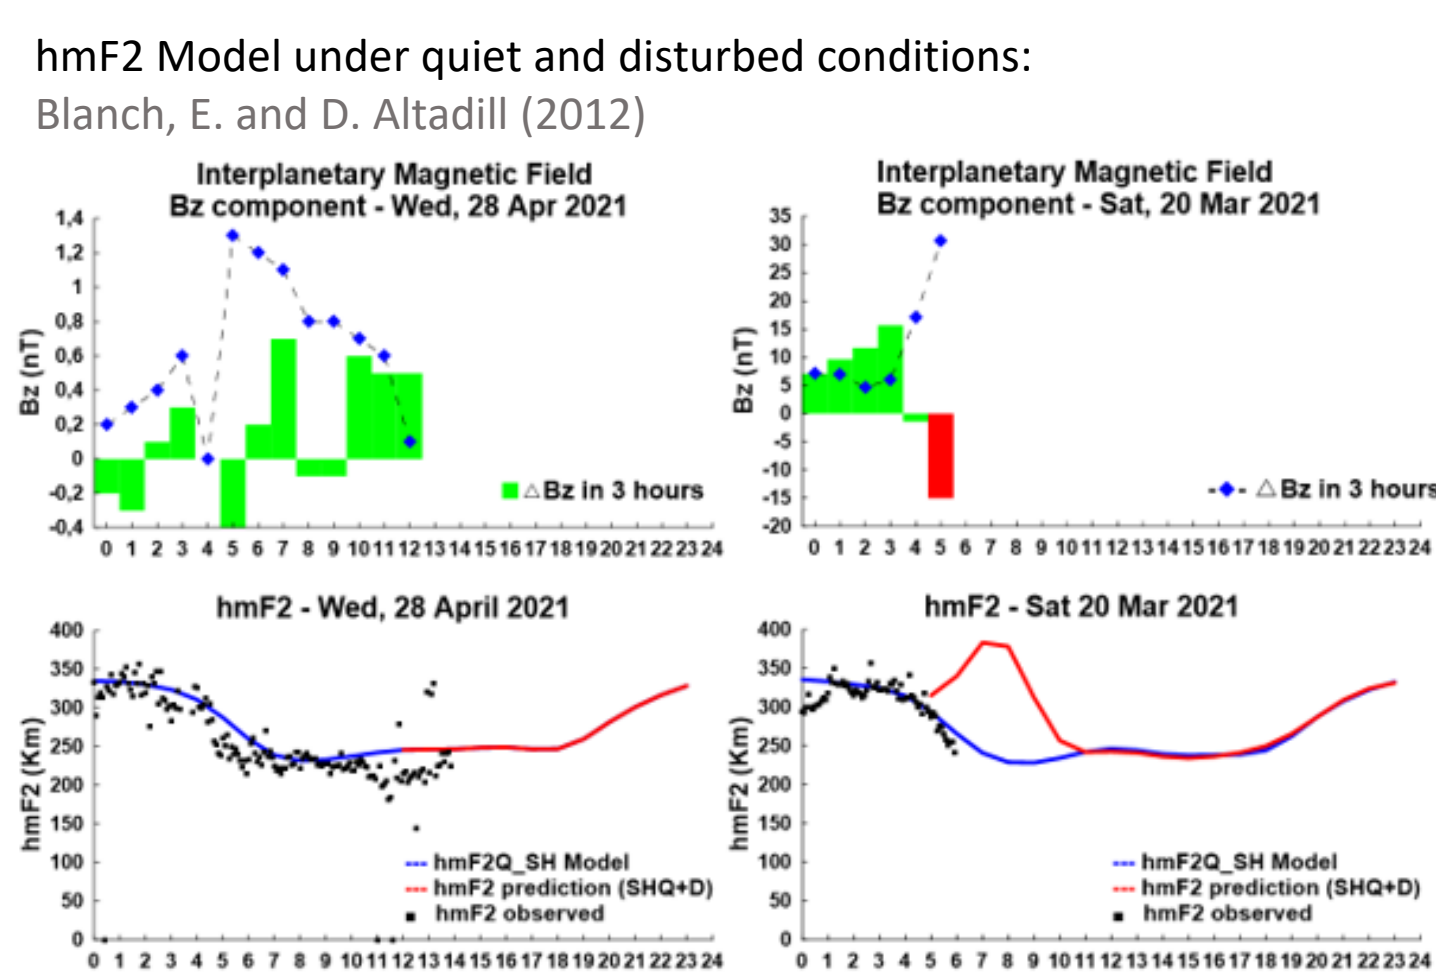 hmF2 Model under quiet and disturbed conditions:
Blanch, E. and D. Altadill (2012)
Interplanetary Magnetic Field
Bz component - Wed, 28 Apr 2021
1,4
1,2
1
0,8
0,6
0,4
0,2
0
-0,2
-0,4
Bz (nT)
△Bz in 3 hours
0 1 2 3 4 5 6 7 8 9 10 11 12 13 14 15 16 17 18 19 20 21 22 23 24
Interplanetary Magnetic Field
Bz component - Sat, 20 Mar 2021
35
30
25
20
15
10
5
0
-5
-10
-15
-20
Bz (nT)
△Bz in 3 hours
0 1 2 3 4 5 6 7 8 9 10 11 12 13 14 15 16 17 18 19 20 21 22 23 24
hmF2 - Wed, 28 April 2021
400
350
300
250
200
150
100
50
0
hmF2 (Km)
hmF2Q_SH Model
hmF2 prediction (SHQ+D)
hmF2 observed
0 1 2 3 4 5 6 7 8 9 10 11 12 13 14 15 16 17 18 19 20 21 22 23 24
hmF2 - Sat 20 Mar 2021
400
350
300
250
200
150
100
50
0
hmF2 (Km)
hmF2Q_SH Model
hmF2 prediction (SHQ+D)
hmF2 observed
0 1 2 3 4 5 6 7 8 9 10 11 12 13 14 15 16 17 18 19 20 21 22 23 24